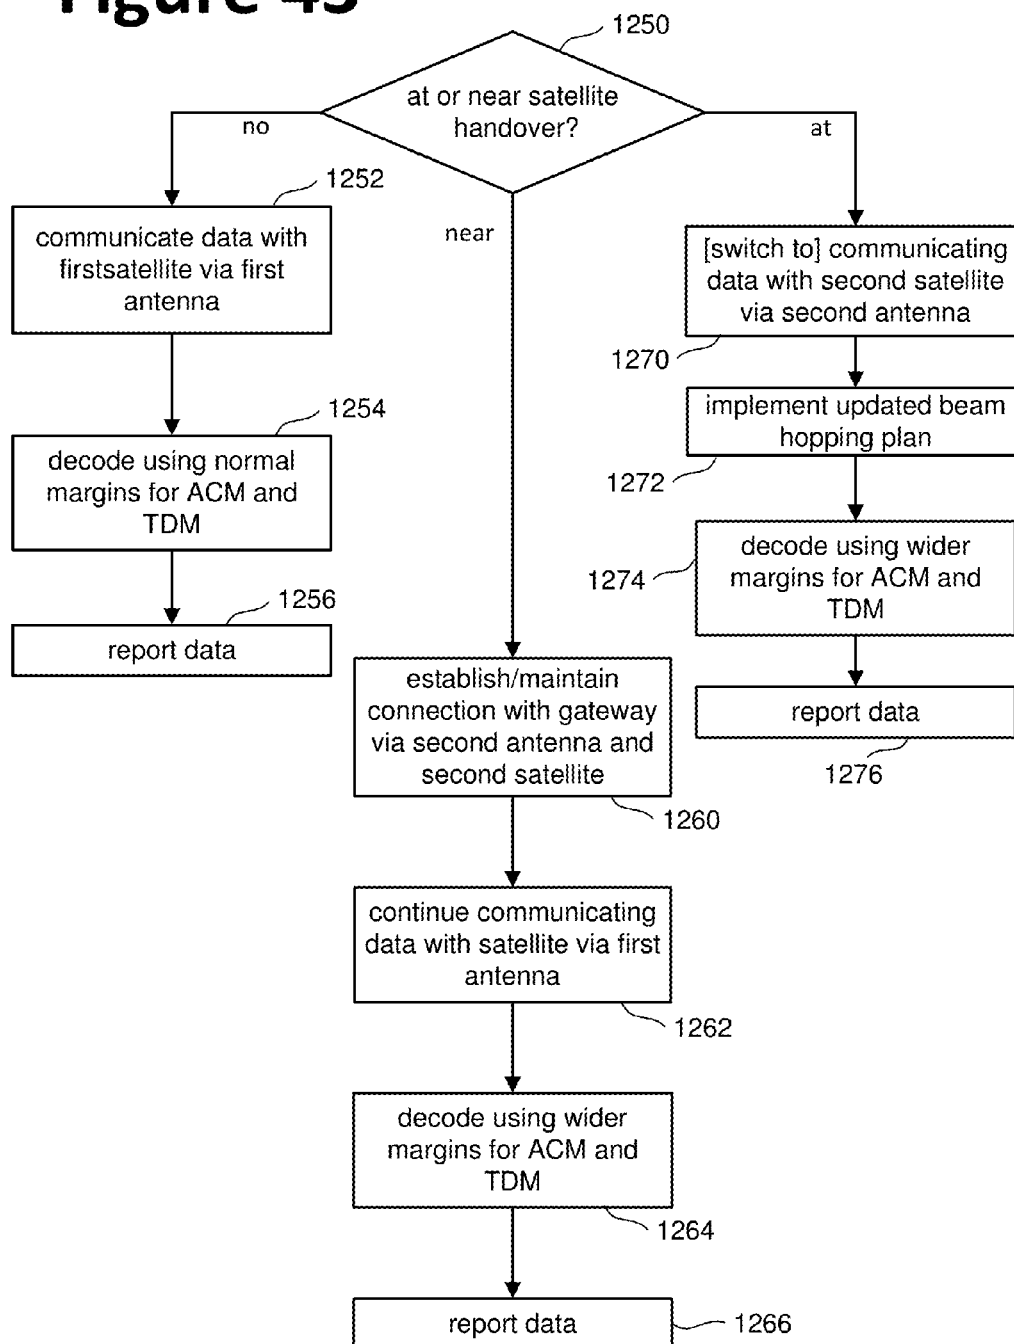 Figure
1250
at or near satellite
handover?
no
near
at
1252
communicate data with
firstsatellite via first
antenna
1254
decode using normal
margins for ACM and
TDM
1256
report data
establish/maintain
connection with gateway
via second antenna and
second satellite
1260
continue communicating
data with satellite via first
antenna
1262
decode using wider
margins for ACM and
TDM
1264
report data
1266
[switch to] communicating
data with second satellite
via second antenna
1270
implement updated beam
hopping plan
1272
decode using wider
margins for ACM and
TDM
1274
report data
1276